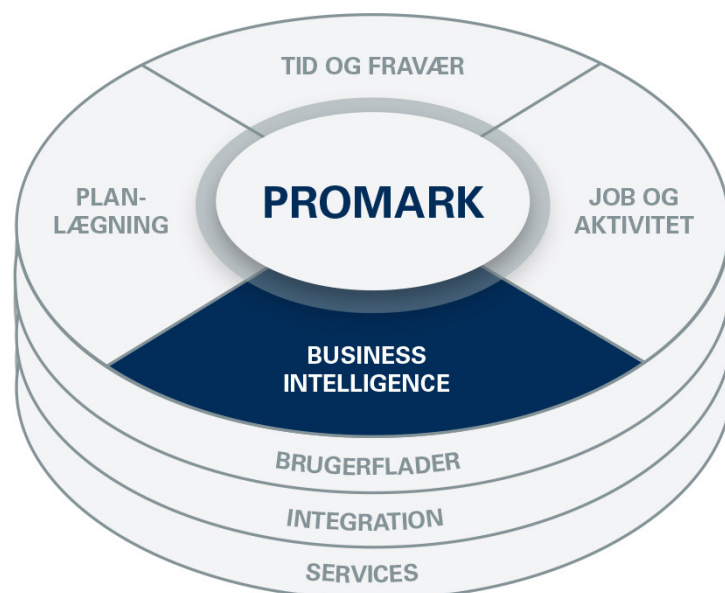 TID OG FRAVÆR
PLAN-
LÆGNING
PROMARK
JOB OG
AKTIVITET
BUSINESS
INTELLIGENCE
BRUGERFLADER
INTEGRATION
SERVICES